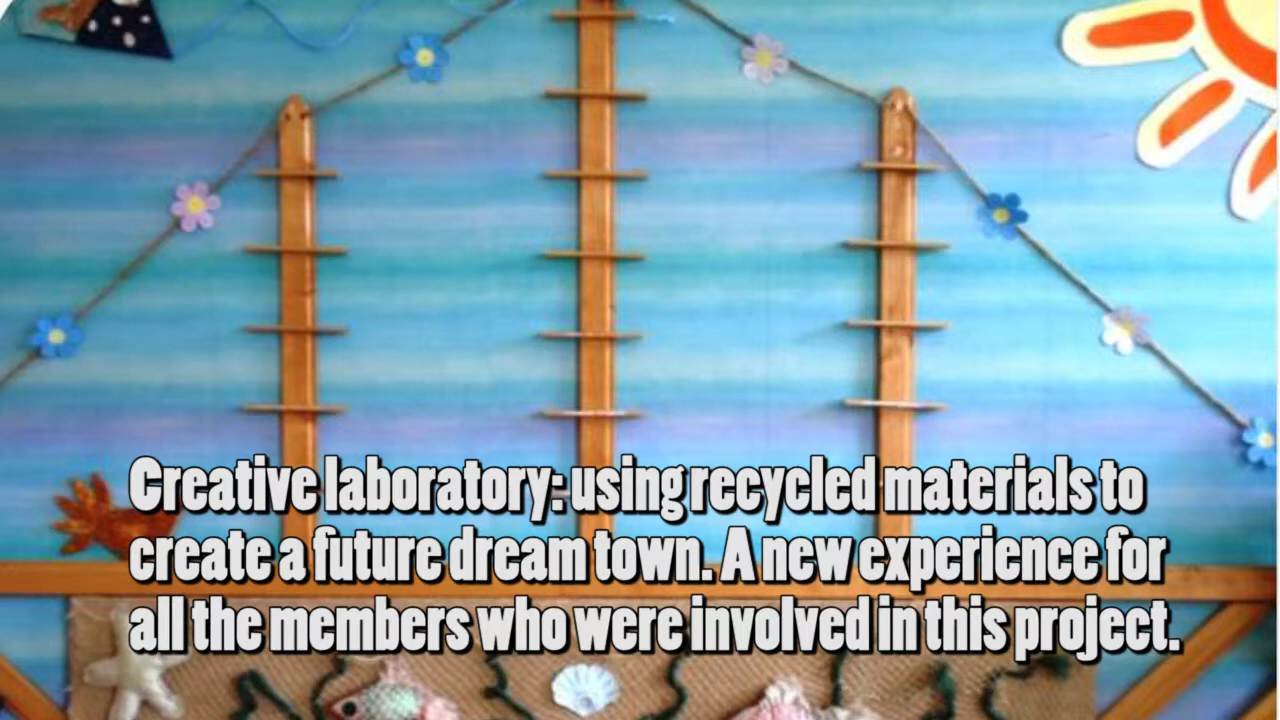 Creative laboratory: using recycled materials to
create a future dream town. A new experience for
all the members who were involved in this project.